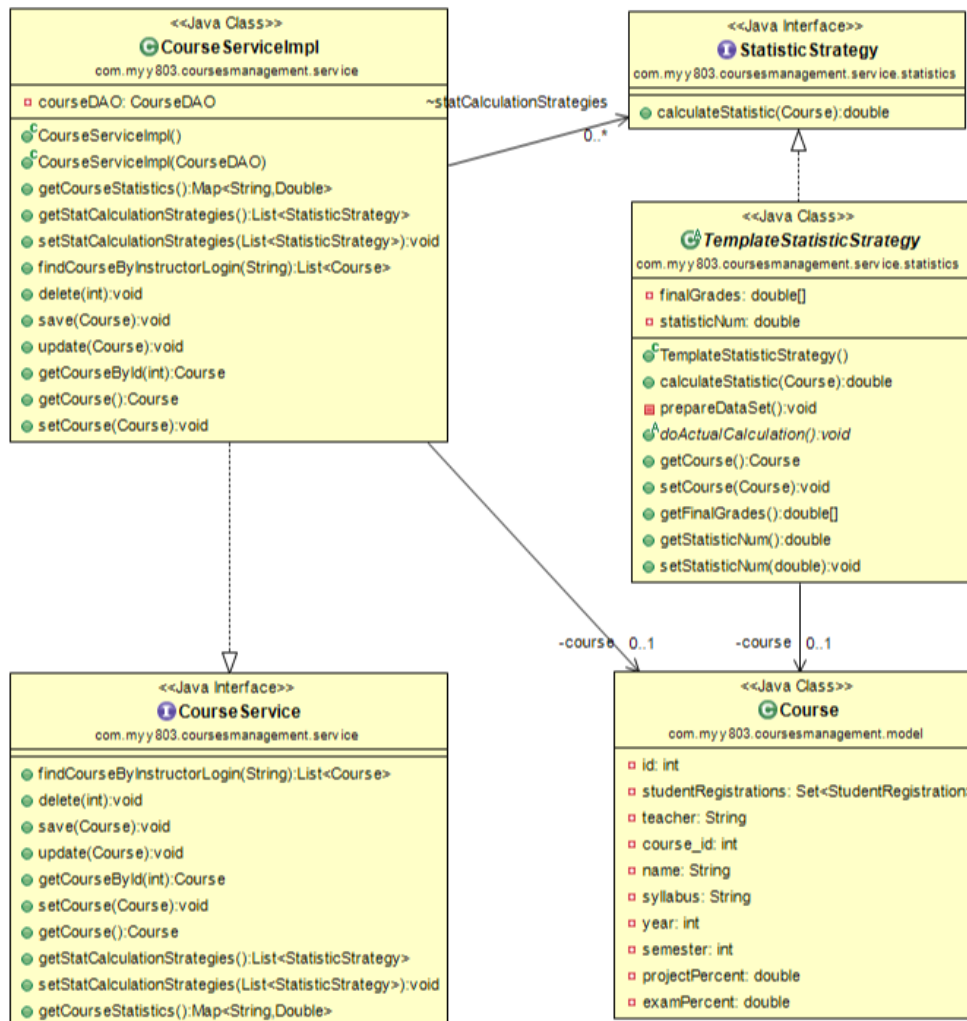 <<Java Class>>
CourseServiceImpl
com.myy803.coursesmanagement.service
courseDAO: CourseDAO
CourseServiceImpl()
CourseServiceImpl(CourseDAO)
getCourseStatistics():Map<String,Double>
getStatCalculationStrategies():List<StatisticStrategy>
setStatCalculationStrategies(List<StatisticStrategy>):void
findCourseByInstructorLogin(String):List<Course>
delete(int):void
save(Course):void
update(Course):void
getCourseById(int):Course
getCourse():Course
setCourse(Course):void
~statCalculationStrategies
0..*
<<Java Interface>>
StatisticStrategy
com.myy803.coursesmanagement.service.statistics
calculateStatistic(Course):double
<<Java Class>>
TemplateStatisticStrategy
com.myy803.coursesmanagement.service.statistics
finalGrades: double[]
statisticNum: double
TemplateStatisticStrategy()
calculateStatistic(Course):double
prepareDataSet():void
doActualCalculation():void
getCourse():Course
setCourse(Course):void
getFinalGrades():double[]
getStatisticNum():double
setStatisticNum(double):void
-course 0..1
-course 0..1
<<Java Interface>>
CourseService
com.myy803.coursesmanagement.service
findCourseByInstructorLogin(String):List<Course>
delete(int):void
save(Course):void
update(Course):void
getCourseById(int):Course
setCourse(Course):void
getCourse():Course
getStatCalculationStrategies():List<StatisticStrategy>
setStatCalculationStrategies(List<StatisticStrategy>):void
getCourseStatistics():Map<String,Double>
<<Java Class>>
Course
com.myy803.coursesmanagement.model
id: int
studentRegistrations: Set<StudentRegistration>
teacher: String
course_id: int
name: String
syllabus: String
year: int
semester: int
projectPercent: double
examPercent: double